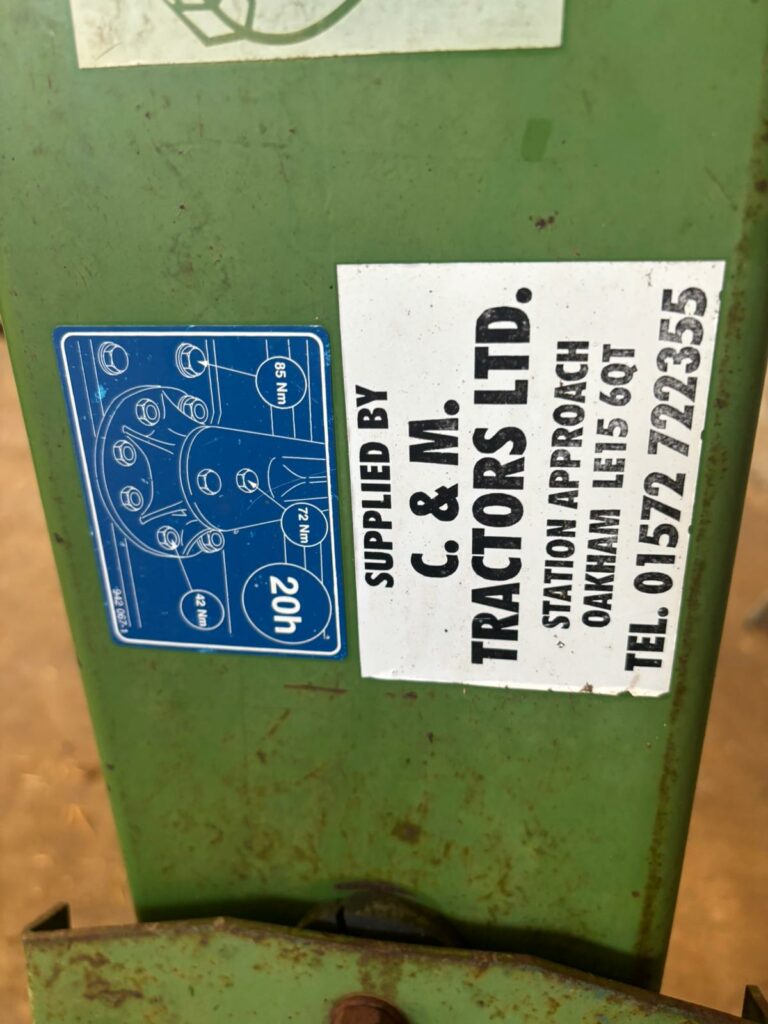 SUPPLIED BY
C. & M.
TRACTORS LTD.
STATION APPROACH
OAKHAM LE15 6QT
TEL. 01572 722355
20h
85 Nm
72 Nm
42 Nm